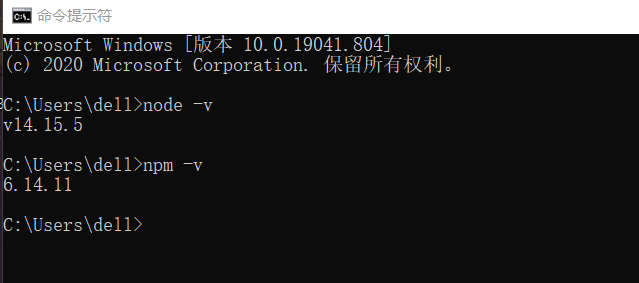 命令提示符
Microsoft Windows [版本 10.0.19041.804]
(c) 2020 Microsoft Corporation. 保留所有权利。
C:\Users\dell>node -v
v14.15.5
C:\Users\dell>npm -v
6.14.11
C:\Users\dell>